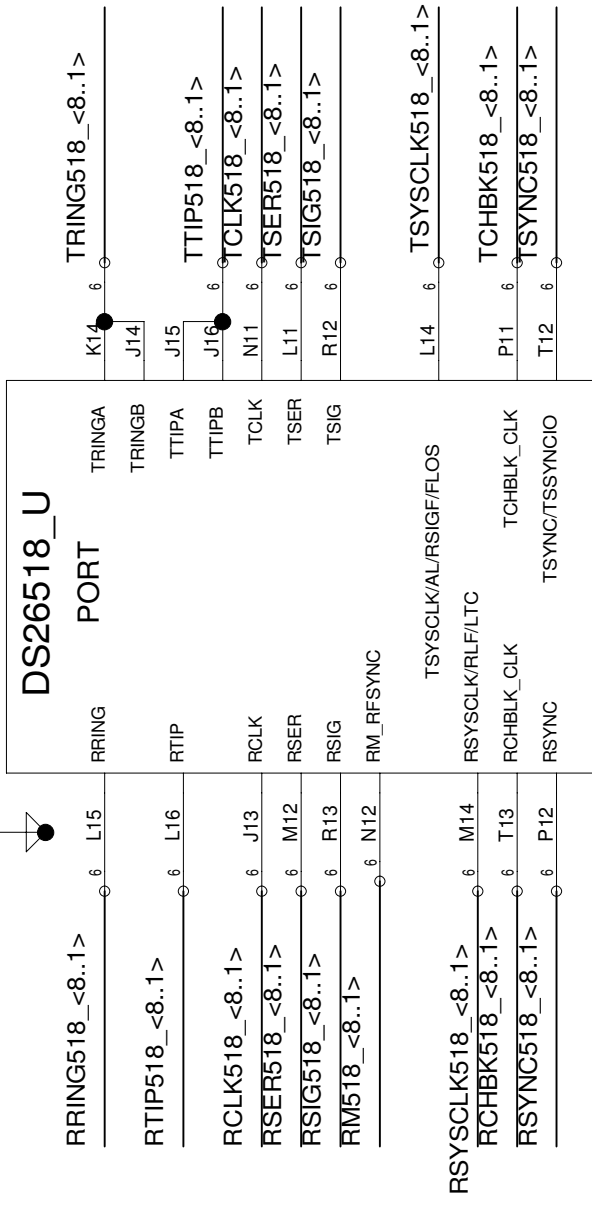 DS26518_U
PORT
RRING518_<8..1> 6 L15 RRING TRINGA K14 6 TRING518_<8..1>
TRINGB J14
RTIP518_<8..1> 6 L16 RTIP TTIPA J15
TTIPB J16 6 TTIP518_<8..1>
RCLK518_<8..1> 6 J13 RCLK TCLK N11 6 TCLK518_<8..1>
RSER518_<8..1> 6 M12 RSER TSER L11 6 TSER518_<8..1>
RSIG518_<8..1> 6 R13 RSIG TSIG R12 6 TSIG518_<8..1>
RM518_<8..1> 6 N12 RM_RFSYNC
TSYSCLK/AL/RSIGF/FLOS L14 6 TSYSCLK518_<8..1>
RSYSCLK518_<8..1> 6 M14 RSYSCLK/RLF/LTC
RCHBK518_<8..1> 6 T13 RCHBLK_CLK TCHBLK_CLK P11 6 TCHBK518_<8..1>
RSYNC518_<8..1> 6 P12 RSYNC TSYNC/TSSYNCIO T12 6 TSYNC518_<8..1>